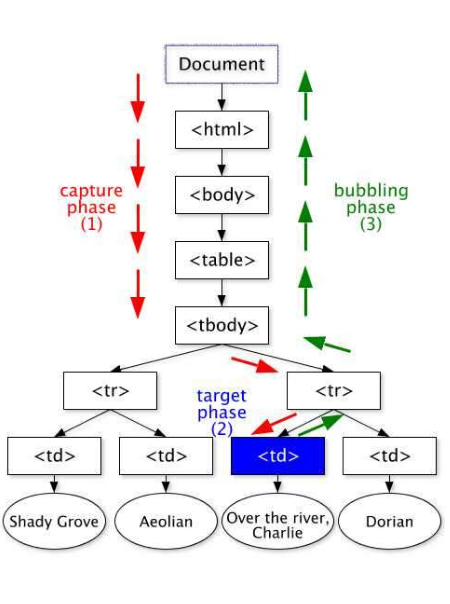 Document
<html>
<body>
<table>
<tbody>
capture
phase
(1)
bubbling
phase
(3)
<tr>
<tr>
target
phase
(2)
<td>
<td>
<td>
<td>
Shady Grove
Aeolian
Over the river,
Charlie
Dorian